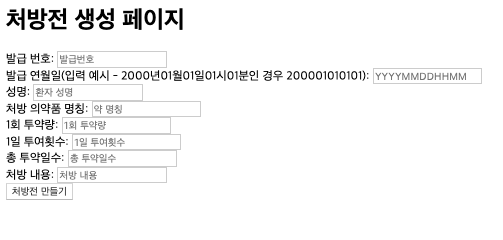 처방전 생성 페이지
발급 번호: 발급번호
발급 연월일(입력 예시 - 2000년01월01일01시01분인 경우 200001010101): YYYYMMDDHHMM
성명: 환자 성명
처방 의약품 명칭: 약 명칭
1회 투약량: 1회 투약량
1일 투여횟수: 1일 투여횟수
총 투약일수: 총 투약일수
처방 내용: 처방 내용
처방전 만들기